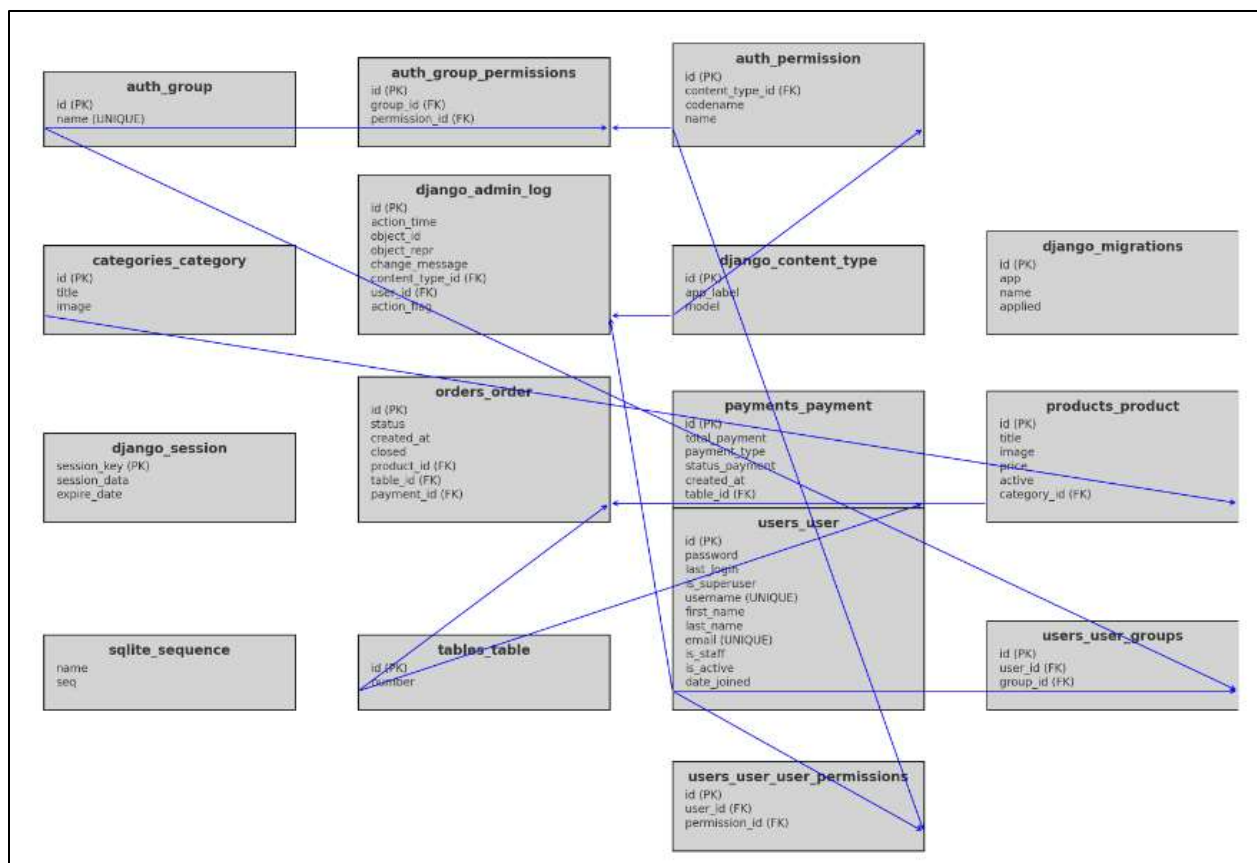 auth_group
id (PK)
name (UNIQUE)
auth_group_permissions
id (PK)
group_id (FK)
permission_id (FK)
auth_permission
id (PK)
content_type_id (FK)
codename
name
categories_category
id (PK)
title
image
django_admin_log
id (PK)
action_time
object_id
object_repr
change_message
content_type_id (FK)
user_id (FK)
action_flag
django_content_type
id (PK)
app_label
model
django_migrations
id (PK)
app
name
applied
django_session
session_key (PK)
session_data
expire_date
orders_order
id (PK)
status
created_at
closed
product_id (FK)
table_id (FK)
payment_id (FK)
payments_payment
id (PK)
total_payment
payment_type
status_payment
created_at
table_id (FK)
products_product
id (PK)
title
image
price
active
category_id (FK)
sqlite_sequence
name
seq
tables_table
id (PK)
number
users_user
id (PK)
password
last_login
is_superuser
username (UNIQUE)
first_name
last_name
email (UNIQUE)
is_staff
is_active
date_joined
users_user_groups
id (PK)
user_id (FK)
group_id (FK)
users_user_user_permissions
id (PK)
user_id (FK)
permission_id (FK)